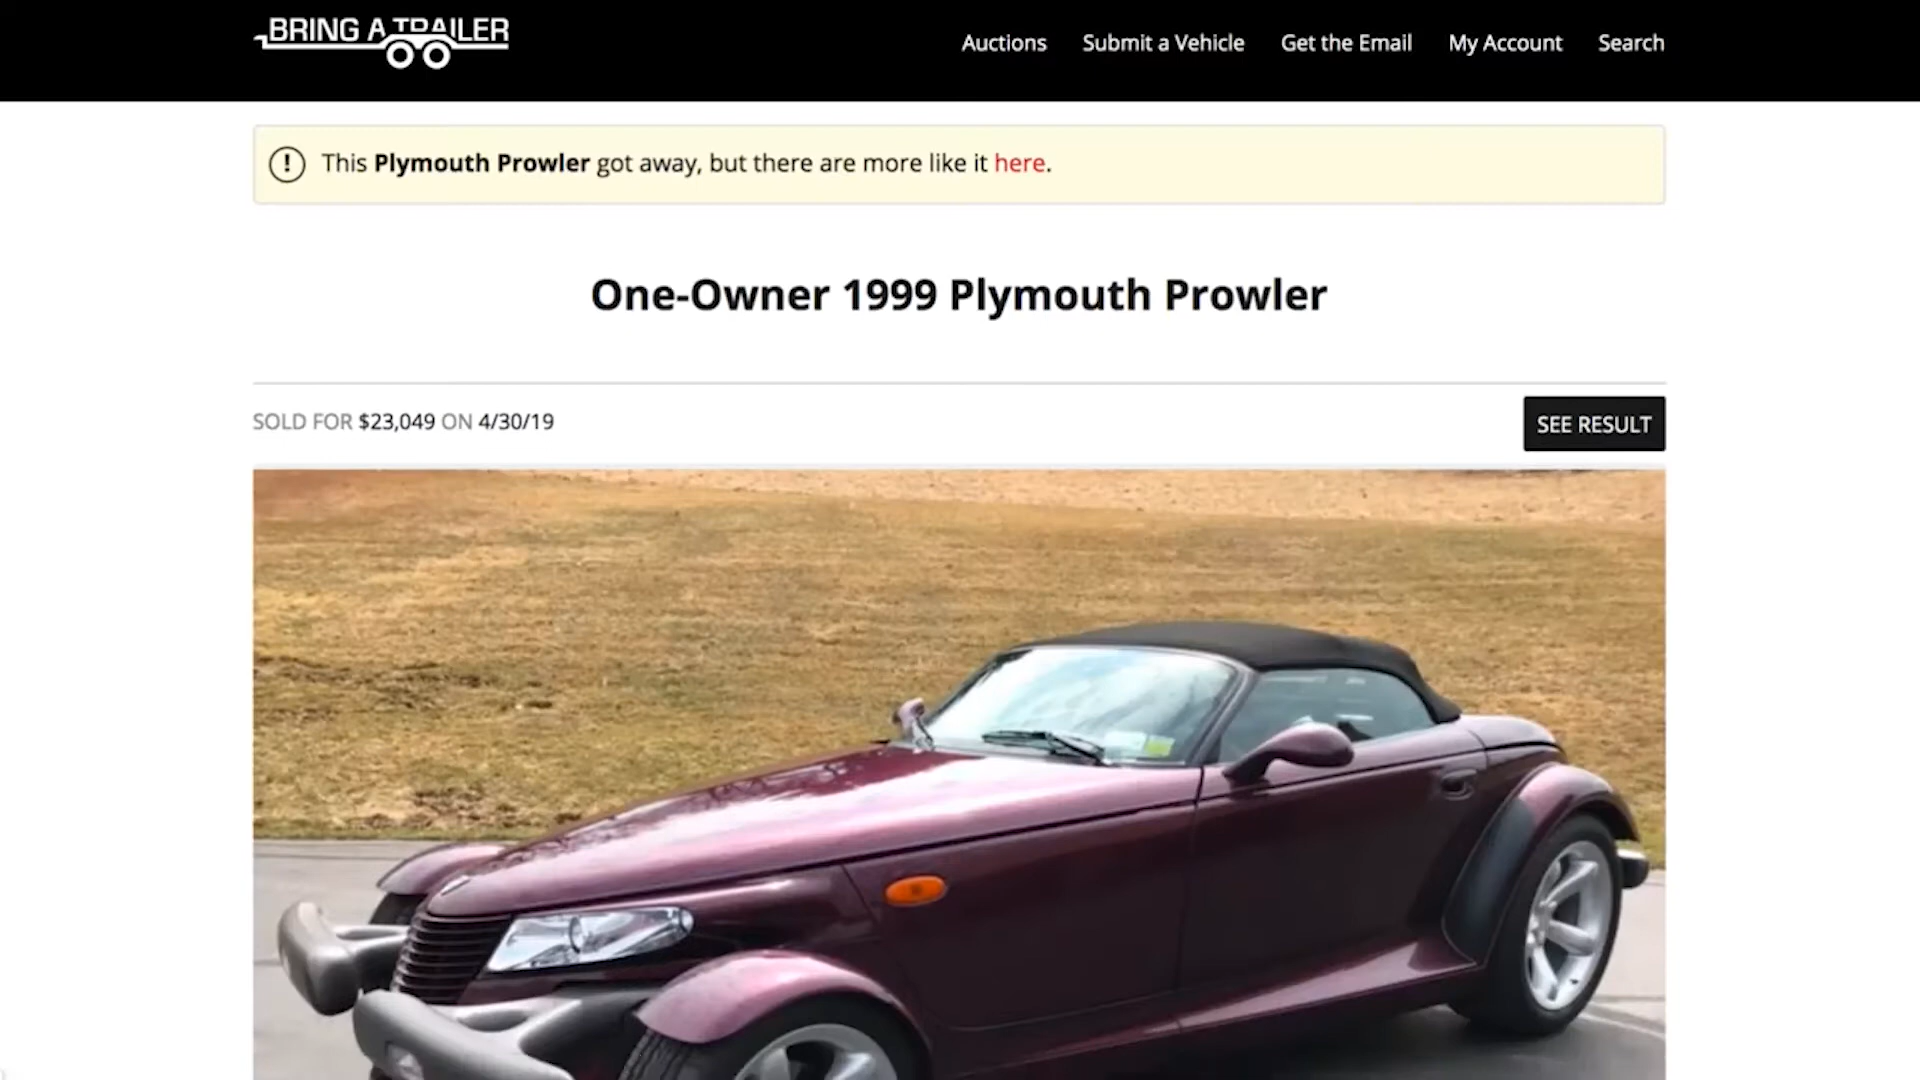 BRING A TRAILER
Auctions Submit a Vehicle Get the Email My Account Search
This Plymouth Prowler got away, but there are more like it here.
One-Owner 1999 Plymouth Prowler
SOLD FOR $23,049 ON 4/30/19
SEE RESULT